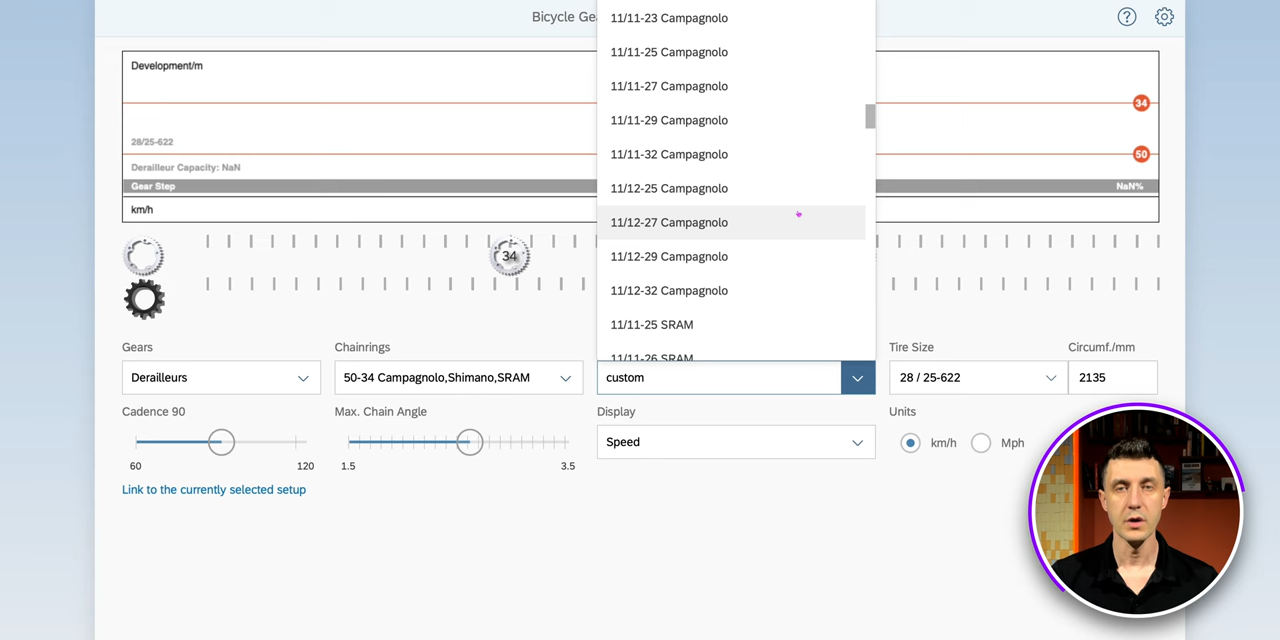 Bicycle Ge
Development/m
34
28/25-622
50
Derailleur Capacity: NaN
Gear Step
NaN%
km/h
34
11/11-23 Campagnolo
11/11-25 Campagnolo
11/11-27 Campagnolo
11/11-29 Campagnolo
11/11-32 Campagnolo
11/12-25 Campagnolo
11/12-27 Campagnolo
11/12-29 Campagnolo
11/12-32 Campagnolo
11/11-25 SRAM
11/11-26 SRAM
Gears
Chainrings
Tire Size
Circumf./mm
Derailleurs
50-34 Campagnolo,Shimano,SRAM
custom
28 / 25-622
2135
Cadence 90
Max. Chain Angle
Display
Units
Speed
km/h
Mph
60
120
1.5
3.5
Link to the currently selected setup